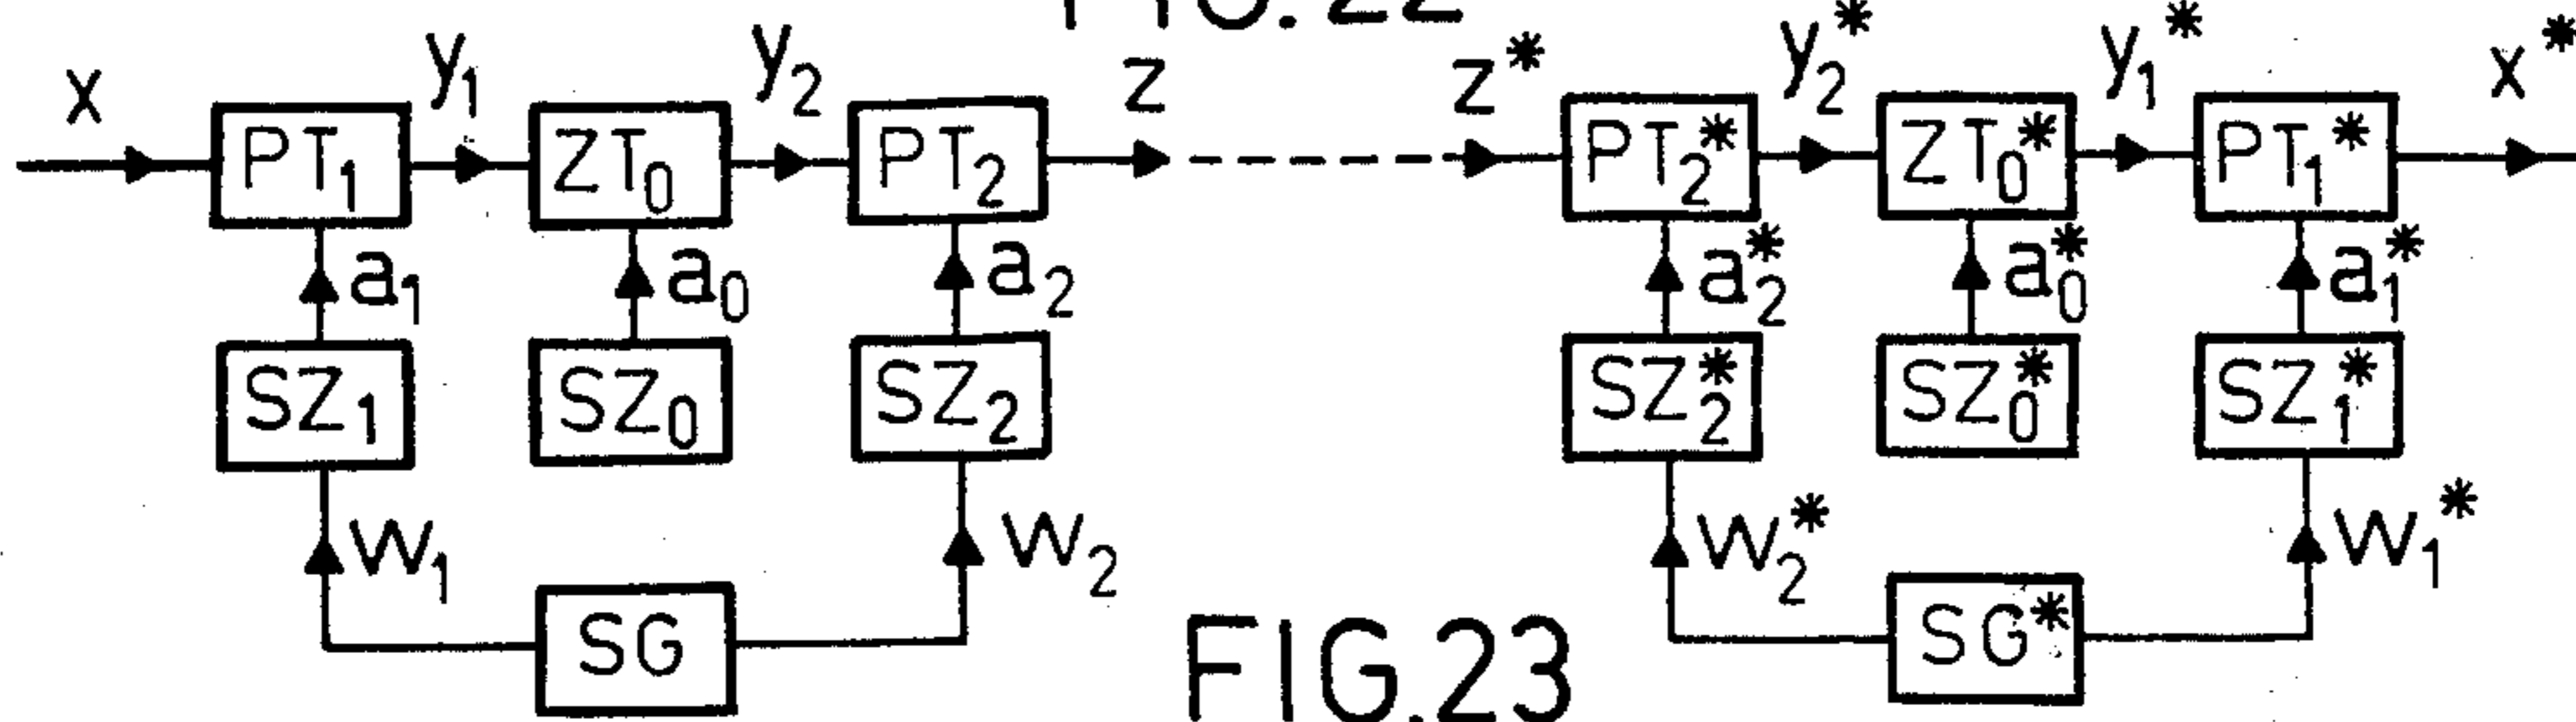 FIG. 22
x y₁ y₂ z z* y₂* y₁* x*
PT₁ ZT₀ PT₂ PT₂* ZT₀* PT₁*
a₁ a₀ a₂ a₂* a₀* a₁*
SZ₁ SZ₀ SZ₂ SZ₂* SZ₀* SZ₁*
w₁ w₂ w₂* w₁*
SG SG*
FIG.23